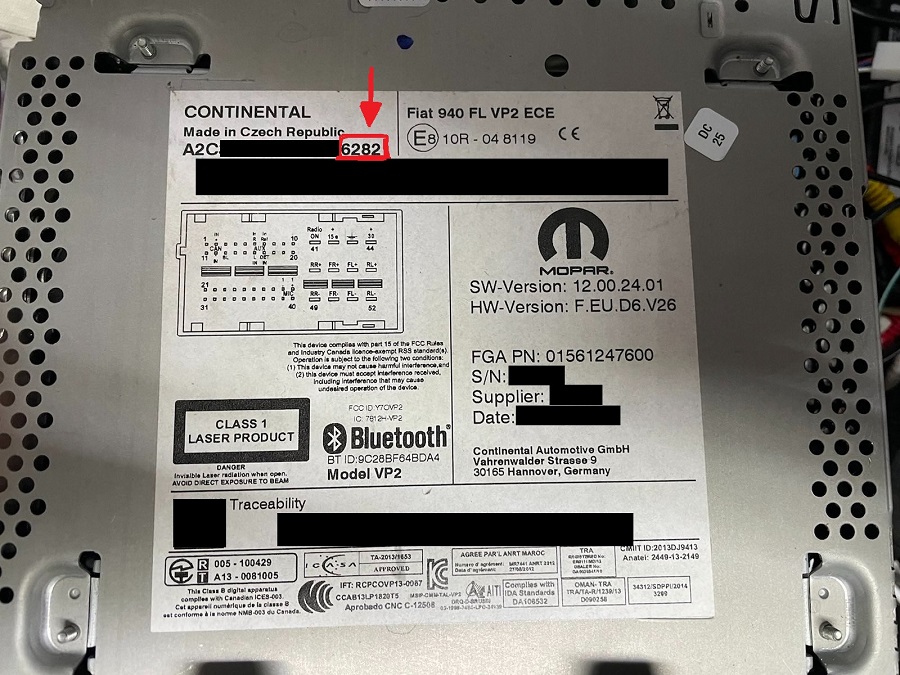 CONTINENTAL
Made in Czech Republic
A2C
6282
Fiat 940 FL VP2 ECE
E8 10R - 04 8119 CE
DC
25
Radio
ON
15
30
1
10
41
44
CAN
AUX
11
20
RR+ FR+ FL+ RL+
21
RR- FR- FL- RL-
31
40
49
52
MOPAR®
SW-Version: 12.00.24.01
HW-Version: F.EU.D6.V26
FGA PN: 01561247600
S/N:
Supplier:
Date:
This device complies with part 15 of the FCC Rules
and Industry Canada licence-exempt RSS standard(s).
Operation is subject to the following two conditions:
(1) This device may not cause harmful interference,and
(2) this device must accept interference received,
including interference that may cause
undesired operation of the device.
CLASS 1
LASER PRODUCT
DANGER
Invisible Laser radiation when open.
AVOID DIRECT EXPOSURE TO BEAM
FCC ID:Y7OVP2
IC: 7812H-VP2
Bluetooth®
BT ID:9C28BF64BDA4
Model VP2
Continental Automotive GmbH
Vahrenwalder Strasse 9
30165 Hannover, Germany
Traceability
R 005 - 100429
T A13 - 0081005
This Class B digital apparatus
complies with Canadian ICES-003.
Cet appareil numérique de la classe B
est conforme à la norme NMB-003 du Canada.
ICASA
TA-2013/1653
APPROVED
IFT: RCPCOVP13-0087
CCAB13LP1820T5
Aprobado CNC C-12508
AGREE PAR L'ANRT MAROC
Numero d'agrément: MR7441 ANRT 2012
Date d'agrément:
TRA
CMIIT ID:2013DJ9413
Anatel: 2449-13-2149
Complies with
IDA Standards
DA106532
OMAN-TRA
TRA/TA-R/1239/13
D090258
34312/SDPPI/2014
3299